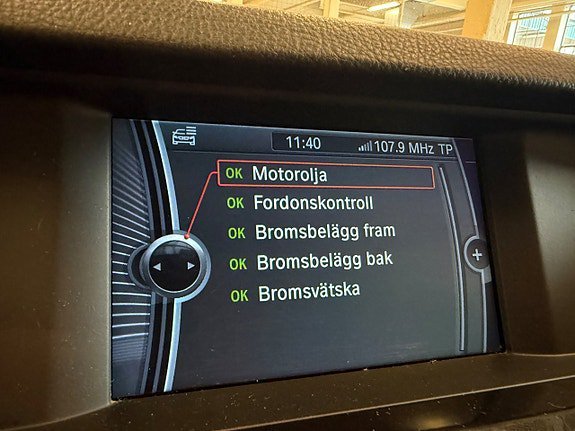 11:40 107.9 MHz TP
OK Motorolja
OK Fordonskontroll
OK Bromsbelägg fram
OK Bromsbelägg bak
OK Bromsvätska